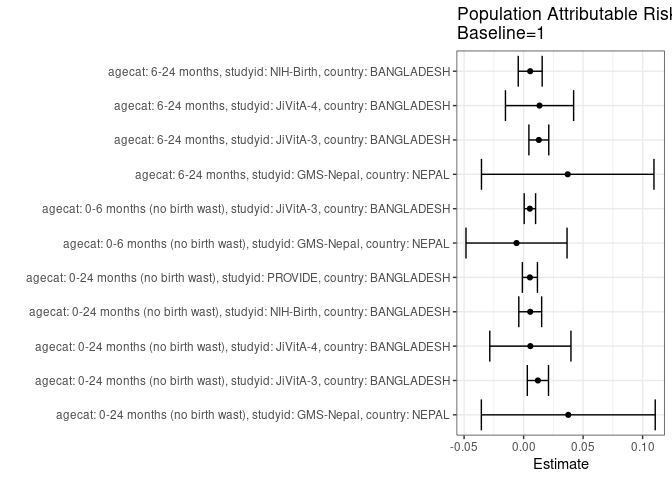 Population Attributable Risk
Baseline=1
agecat: 6-24 months, studyid: NIH-Birth, country: BANGLADESH
agecat: 6-24 months, studyid: JiVitA-4, country: BANGLADESH
agecat: 6-24 months, studyid: JiVitA-3, country: BANGLADESH
agecat: 6-24 months, studyid: GMS-Nepal, country: NEPAL
agecat: 0-6 months (no birth wast), studyid: JiVitA-3, country: BANGLADESH
agecat: 0-6 months (no birth wast), studyid: GMS-Nepal, country: NEPAL
agecat: 0-24 months (no birth wast), studyid: PROVIDE, country: BANGLADESH
agecat: 0-24 months (no birth wast), studyid: NIH-Birth, country: BANGLADESH
agecat: 0-24 months (no birth wast), studyid: JiVitA-4, country: BANGLADESH
agecat: 0-24 months (no birth wast), studyid: JiVitA-3, country: BANGLADESH
agecat: 0-24 months (no birth wast), studyid: GMS-Nepal, country: NEPAL
-0.05 0.00 0.05 0.10
Estimate